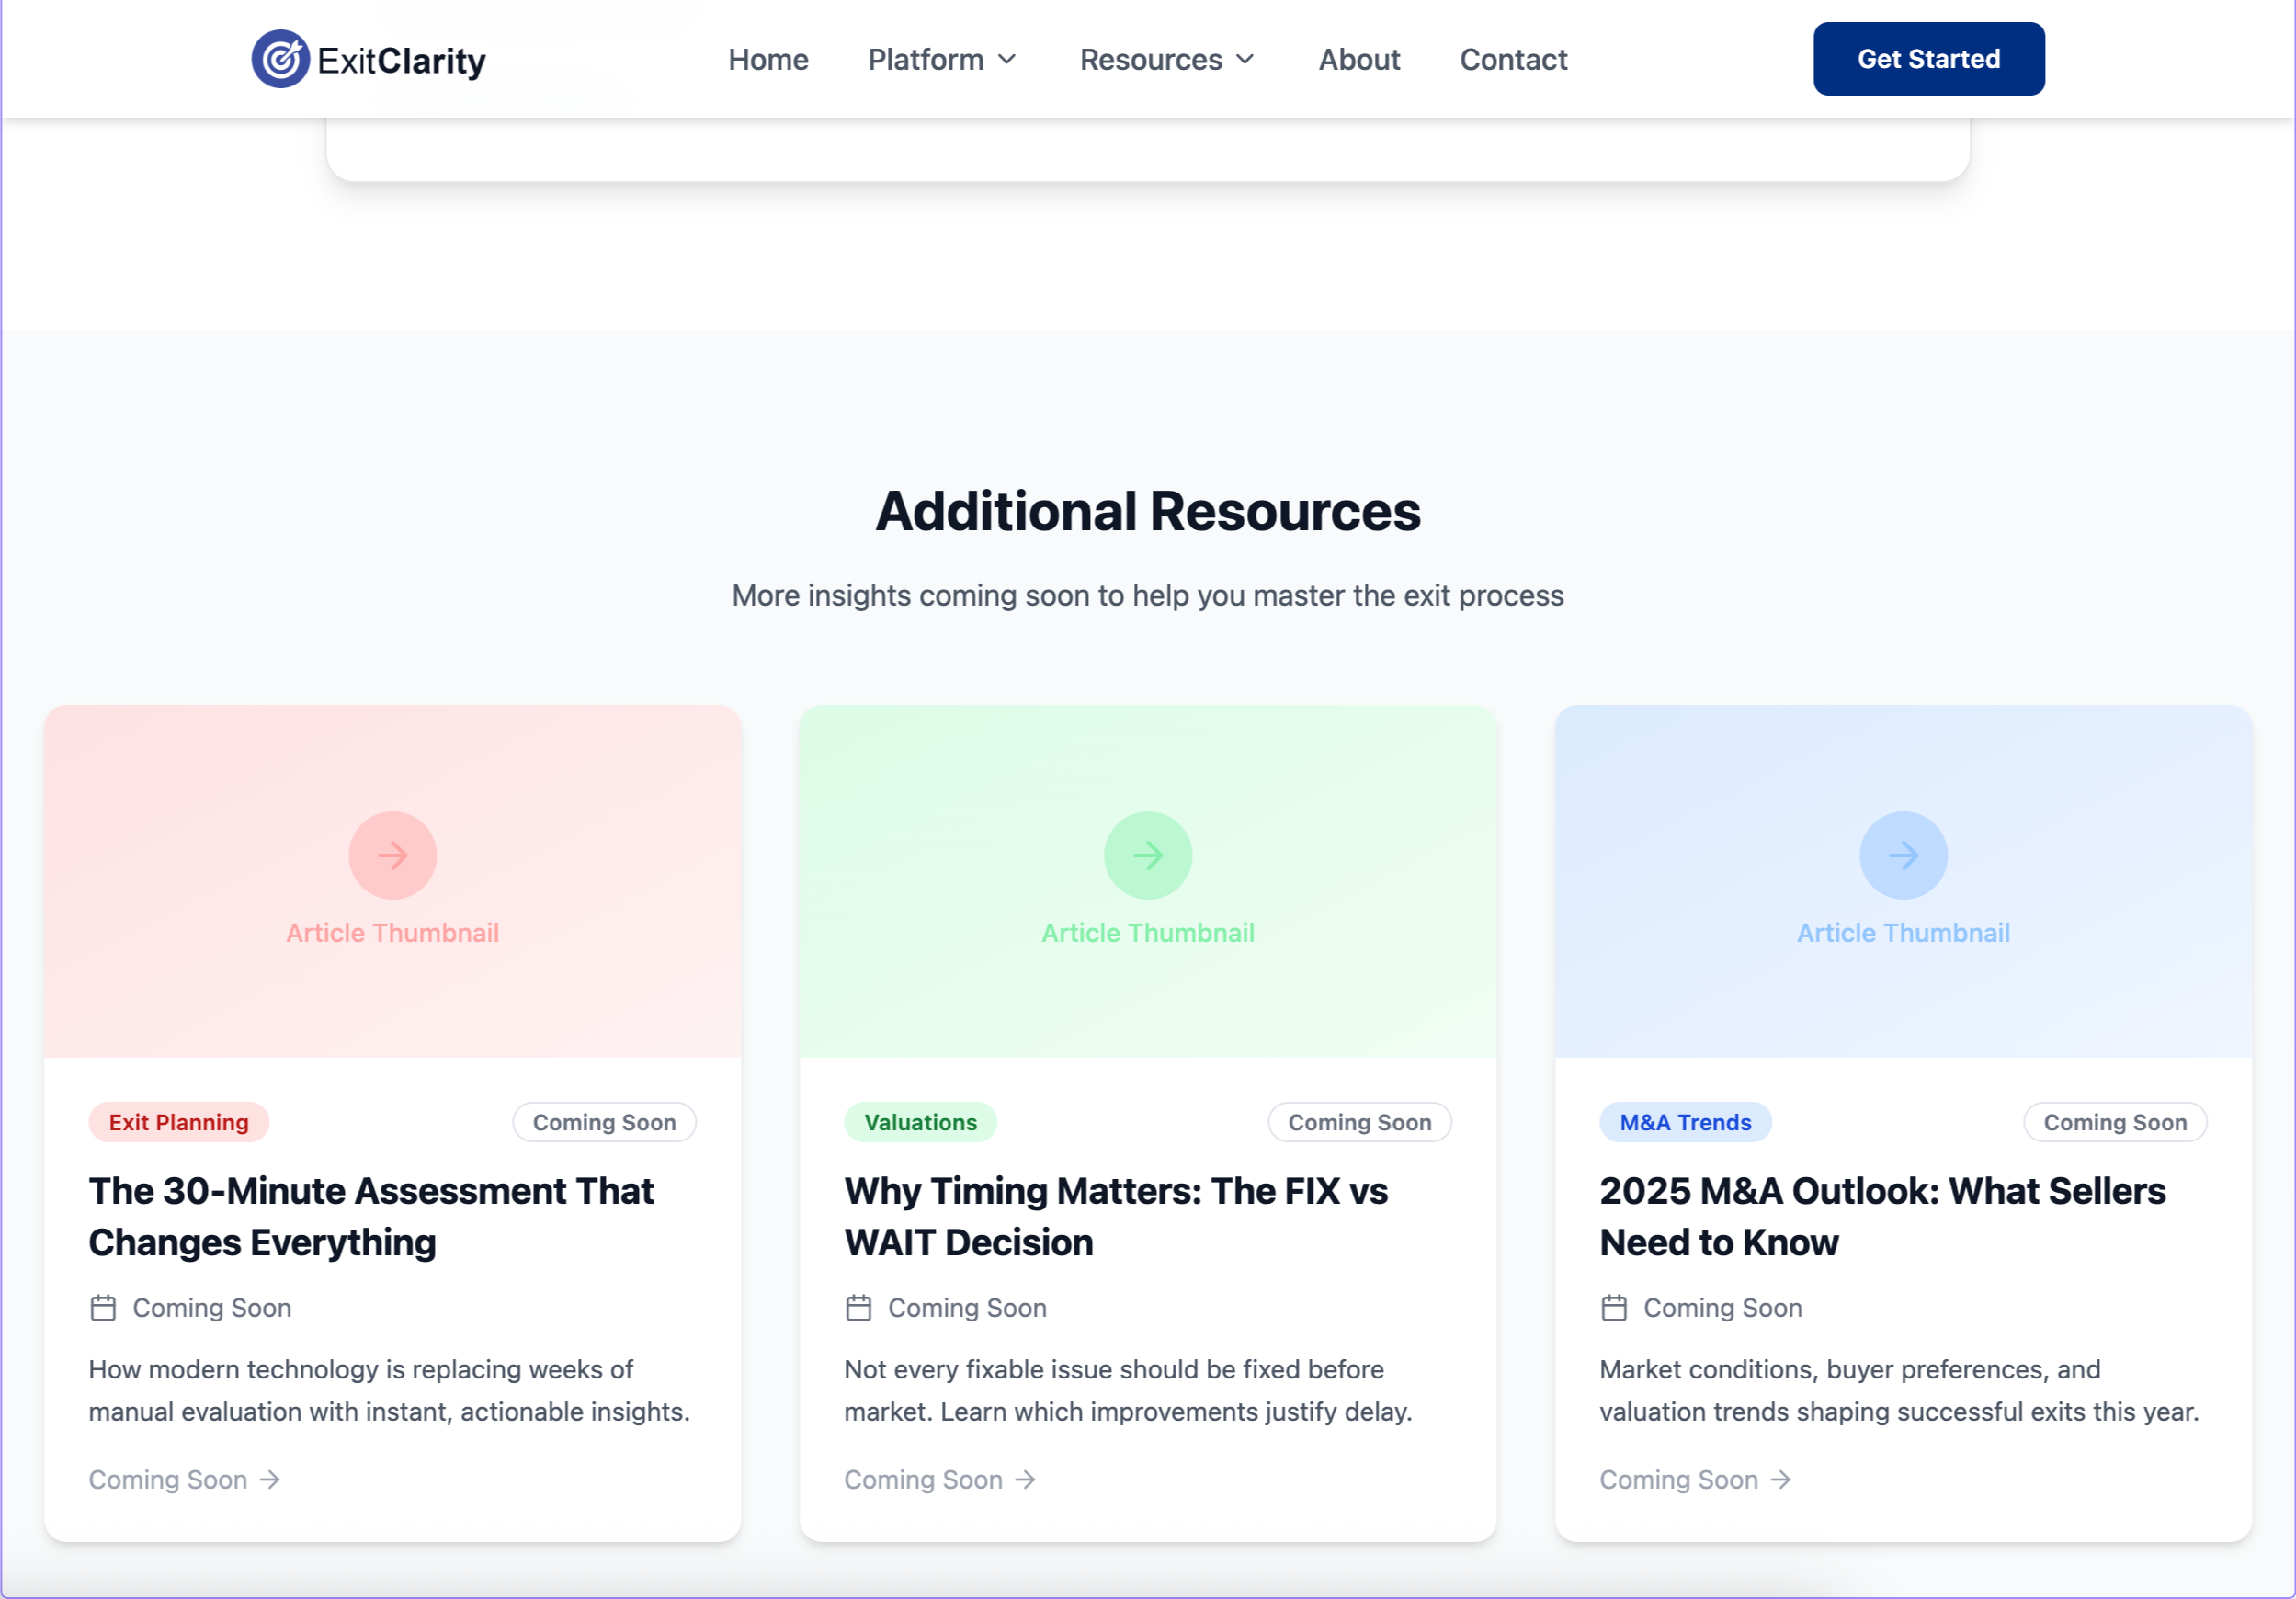 ExitClarity
Home
Platform
Resources
About
Contact
Get Started
Additional Resources
More insights coming soon to help you master the exit process
Article Thumbnail
Exit Planning
Coming Soon
The 30-Minute Assessment That
Changes Everything
Coming Soon
How modern technology is replacing weeks of
manual evaluation with instant, actionable insights.
Coming Soon →
Article Thumbnail
Valuations
Coming Soon
Why Timing Matters: The FIX vs
WAIT Decision
Coming Soon
Not every fixable issue should be fixed before
market. Learn which improvements justify delay.
Coming Soon →
Article Thumbnail
M&A Trends
Coming Soon
2025 M&A Outlook: What Sellers
Need to Know
Coming Soon
Market conditions, buyer preferences, and
valuation trends shaping successful exits this year.
Coming Soon →